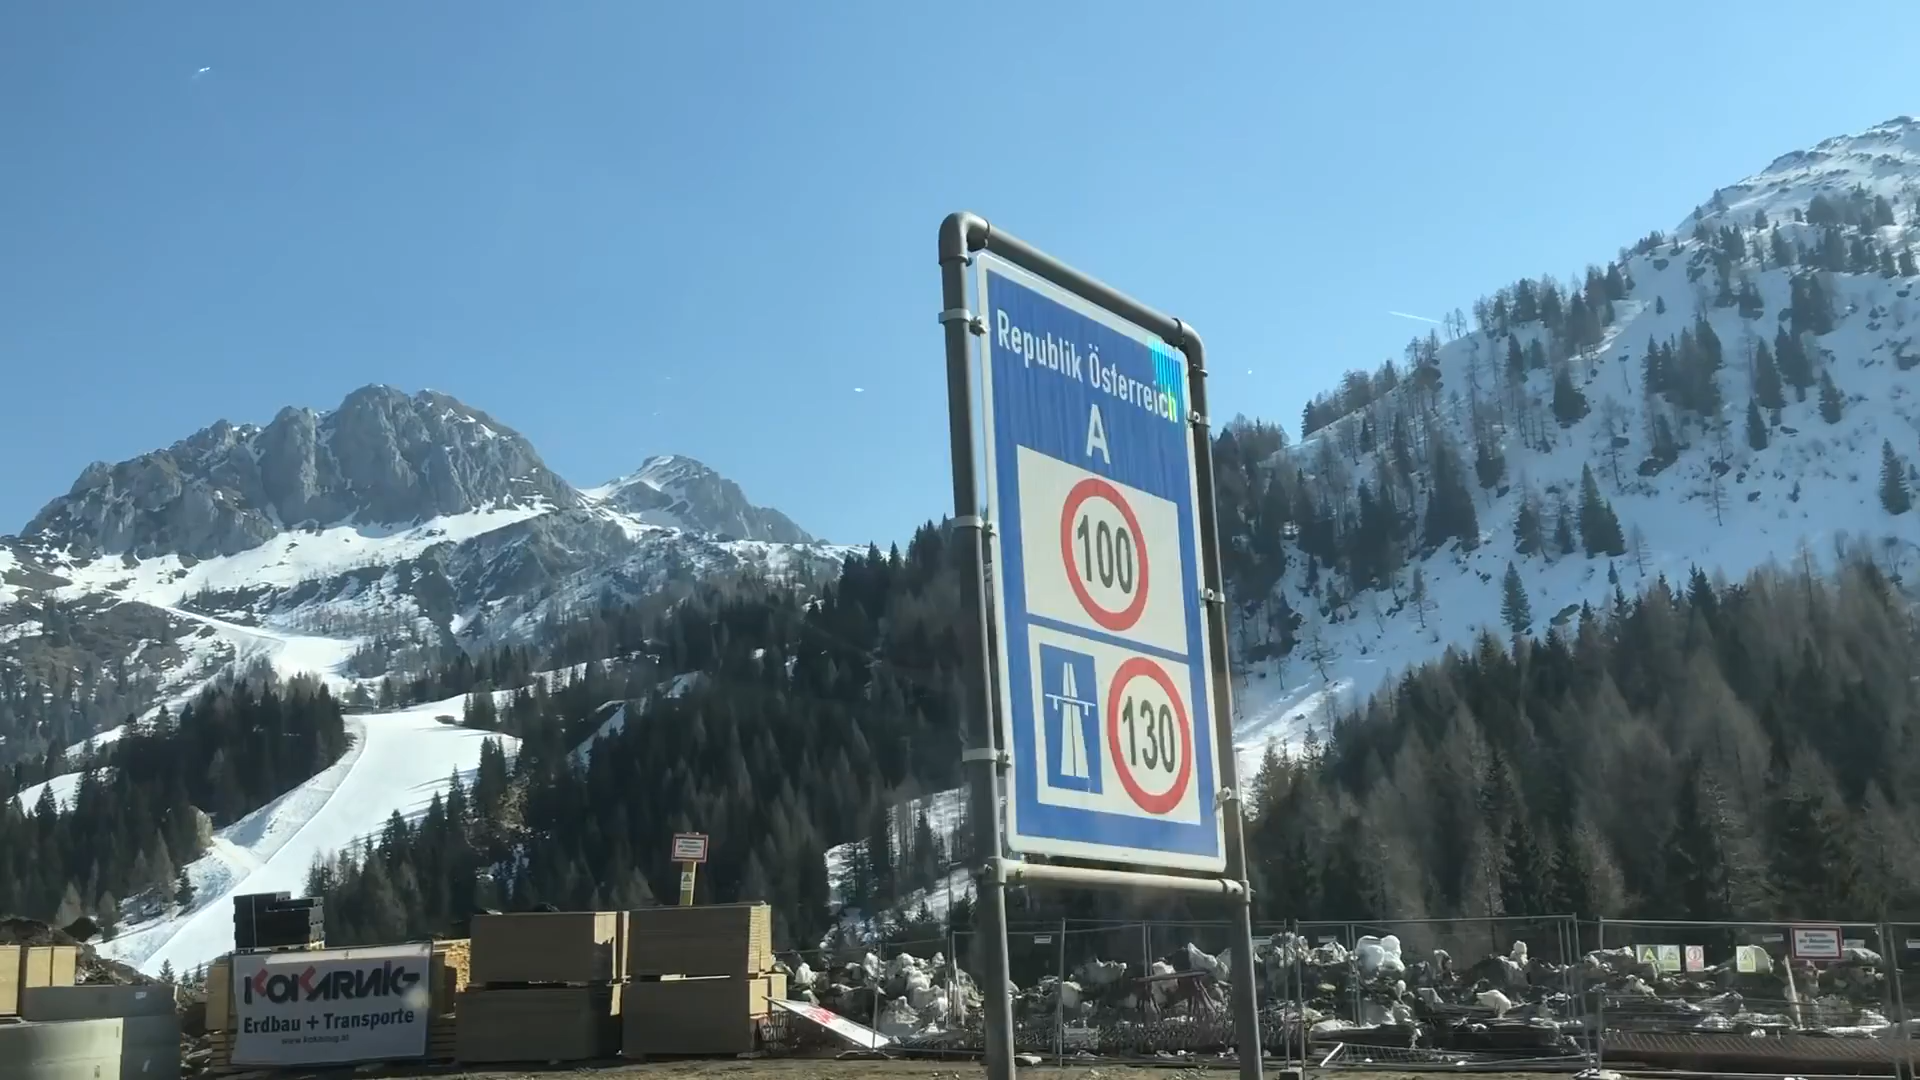 Republik Österreich
A
100
130
KOKARNIG
Erdbau + Transporte